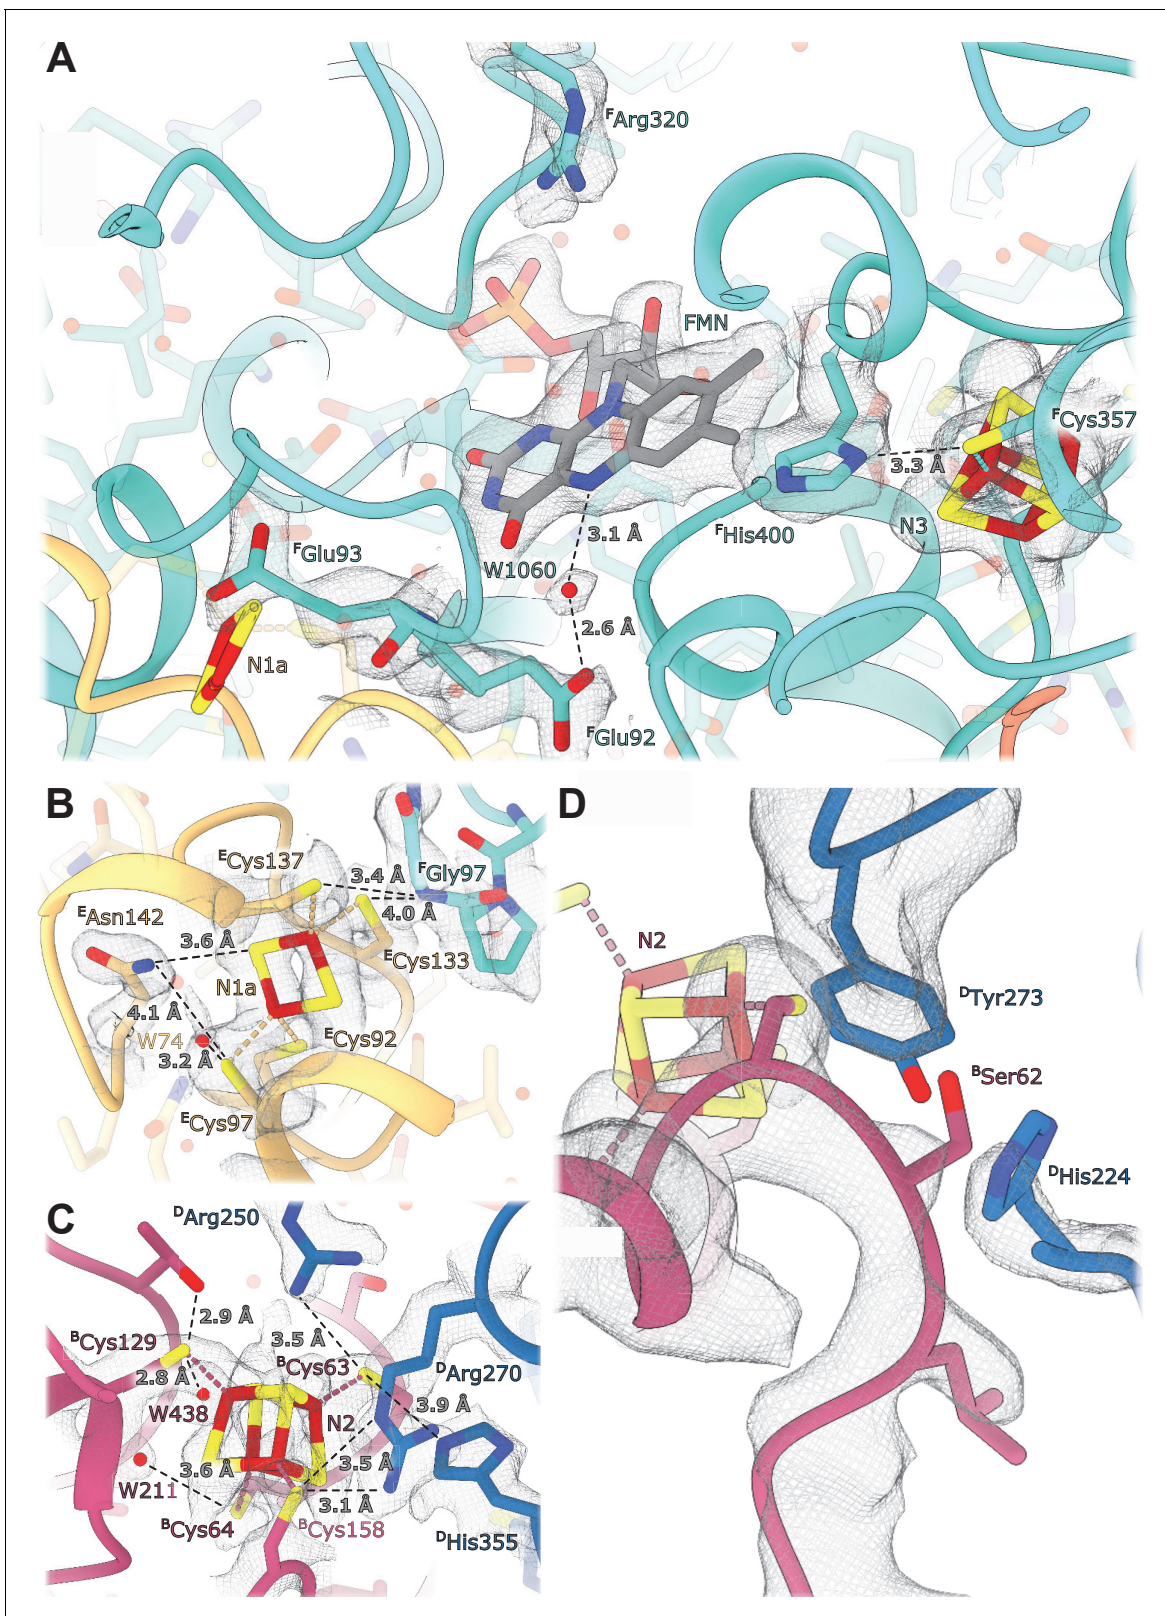 A
ᶠArg320
FMN
ᶠCys357
3.3 Å
N3
ᶠHis400
3.1 Å
W1060
ᶠGlu93
2.6 Å
N1a
ᶠGlu92
B
ᴱCys137
3.4 Å
ᶠGly97
4.0 Å
ᴱAsn142
3.6 Å
ᴱCys133
N1a
4.1 Å
W74
3.2 Å
ᴱCys92
ᴱCys97
C
ᴰArg250
2.9 Å
3.5 Å
ᴮCys129
ᴮCys63
ᴰArg270
2.8 Å
W438
N2
3.9 Å
3.6 Å
3.5 Å
W211
3.1 Å
ᴮCys64
ᴮCys158
ᴰHis355
D
N2
ᴰTyr273
ᴮSer62
ᴰHis224